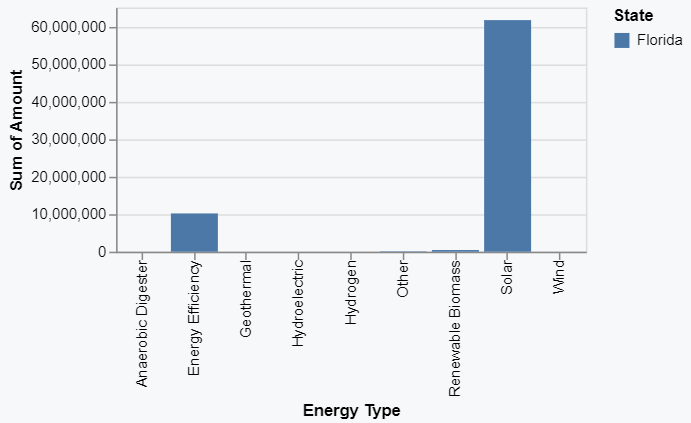 Sum of Amount
60,000,000
50,000,000
40,000,000
30,000,000
20,000,000
10,000,000
0
Anaerobic Digester
Energy Efficiency
Geothermal
Hydroelectric
Hydrogen
Other
Renewable Biomass
Solar
Wind
Energy Type
State
Florida